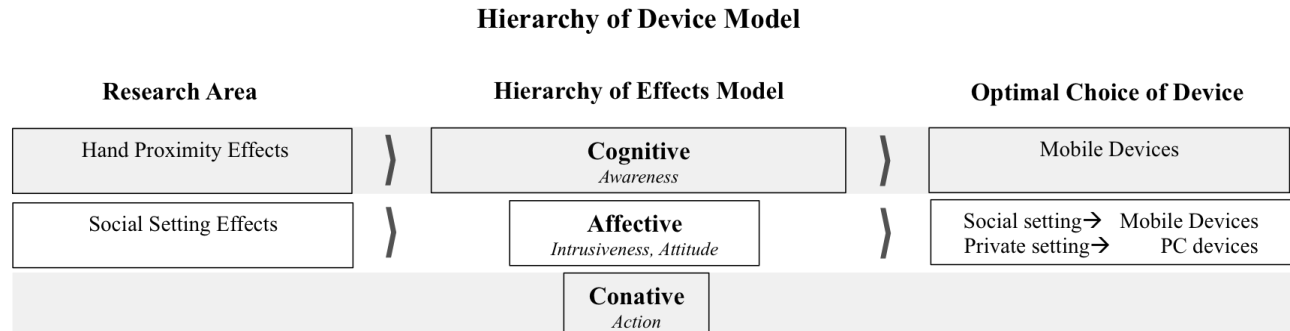 Hierarchy of Device Model
Research Area
Hierarchy of Effects Model
Optimal Choice of Device
Hand Proximity Effects
Cognitive
Awareness
Mobile Devices
Social Setting Effects
Affective
Intrusiveness, Attitude
Social setting→ Mobile Devices
Private setting→ PC devices
Conative
Action